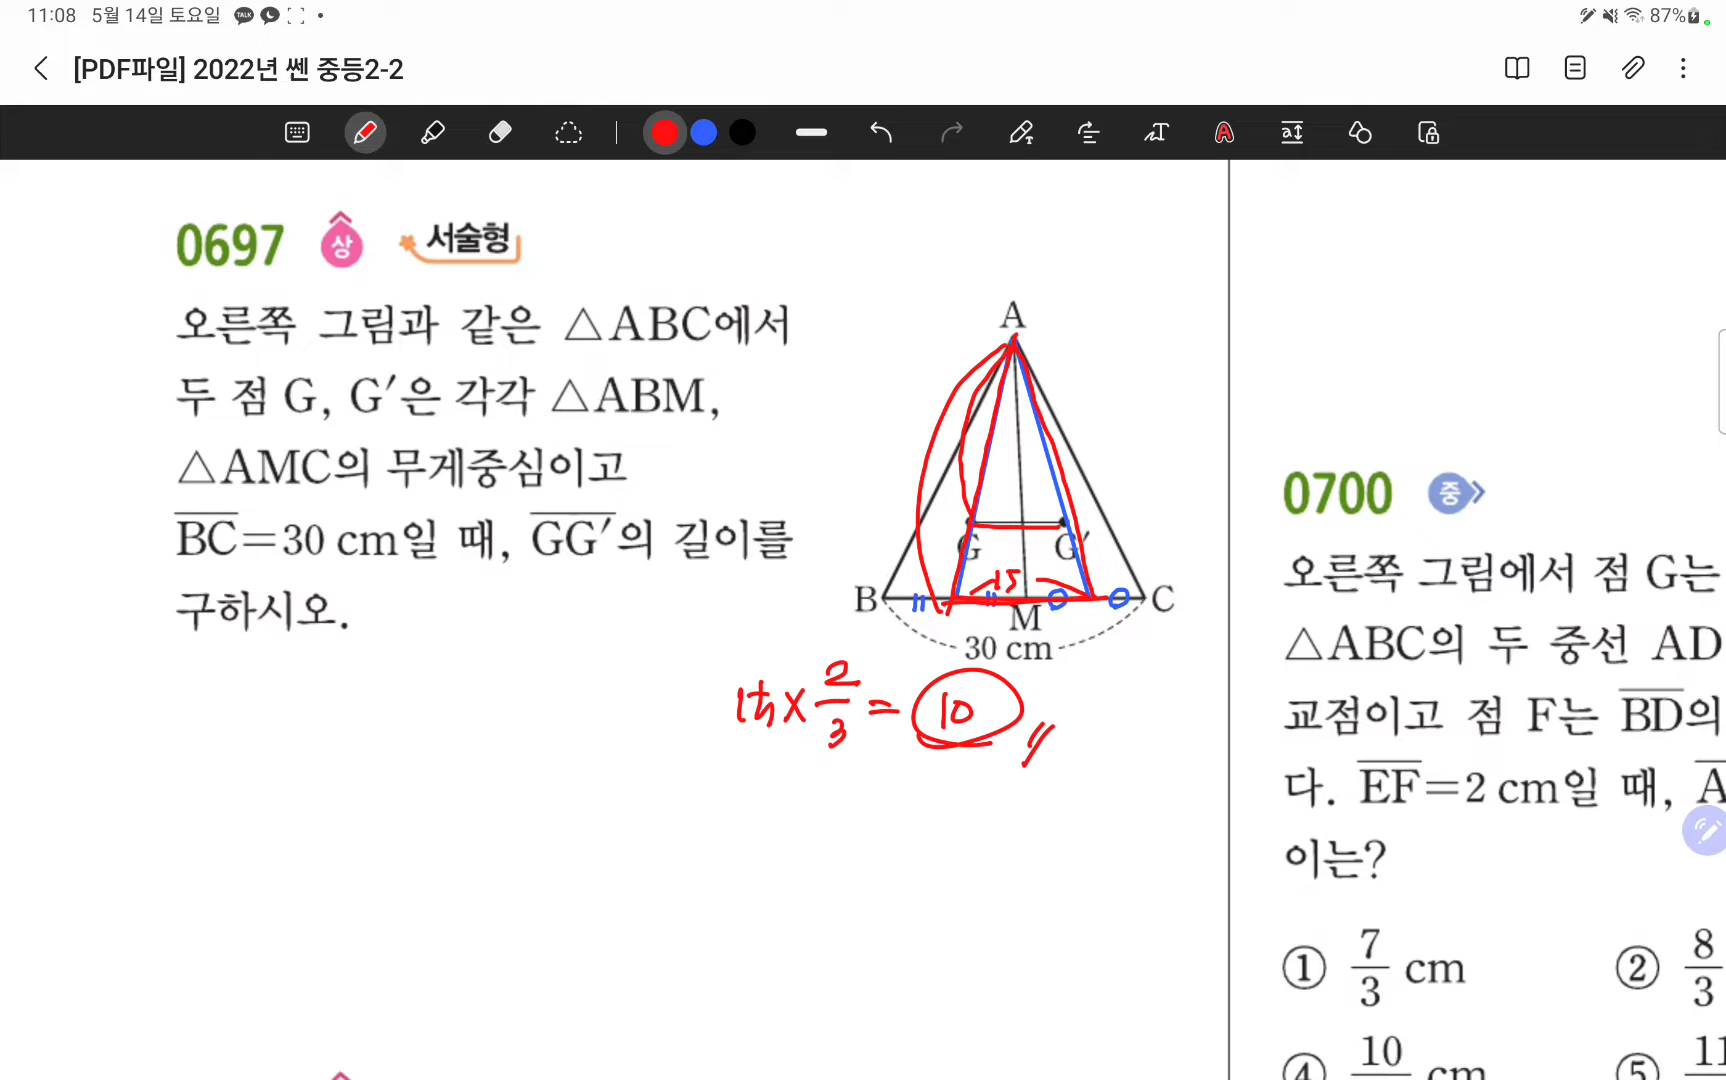 11:08 5월 14일 토요일 TALK 87%
[PDF파일] 2022년 쎈 중등2-2
0697 상 서술형
오른쪽 그림과 같은 △ABC에서
두 점 G, G′은 각각 △ABM,
△AMC의 무게중심이고
BC=30 cm일 때, GG′의 길이를
구하시오.
A
G G′
15
B M C
30 cm
15 × 2/3 = 10
0700 중
오른쪽 그림에서 점 G는
△ABC의 두 중선 AD
교점이고 점 F는 BD의
다. EF=2 cm일 때, A
이는?
① 7/3 cm ② 8/3
④ 10 cm ⑤ 11